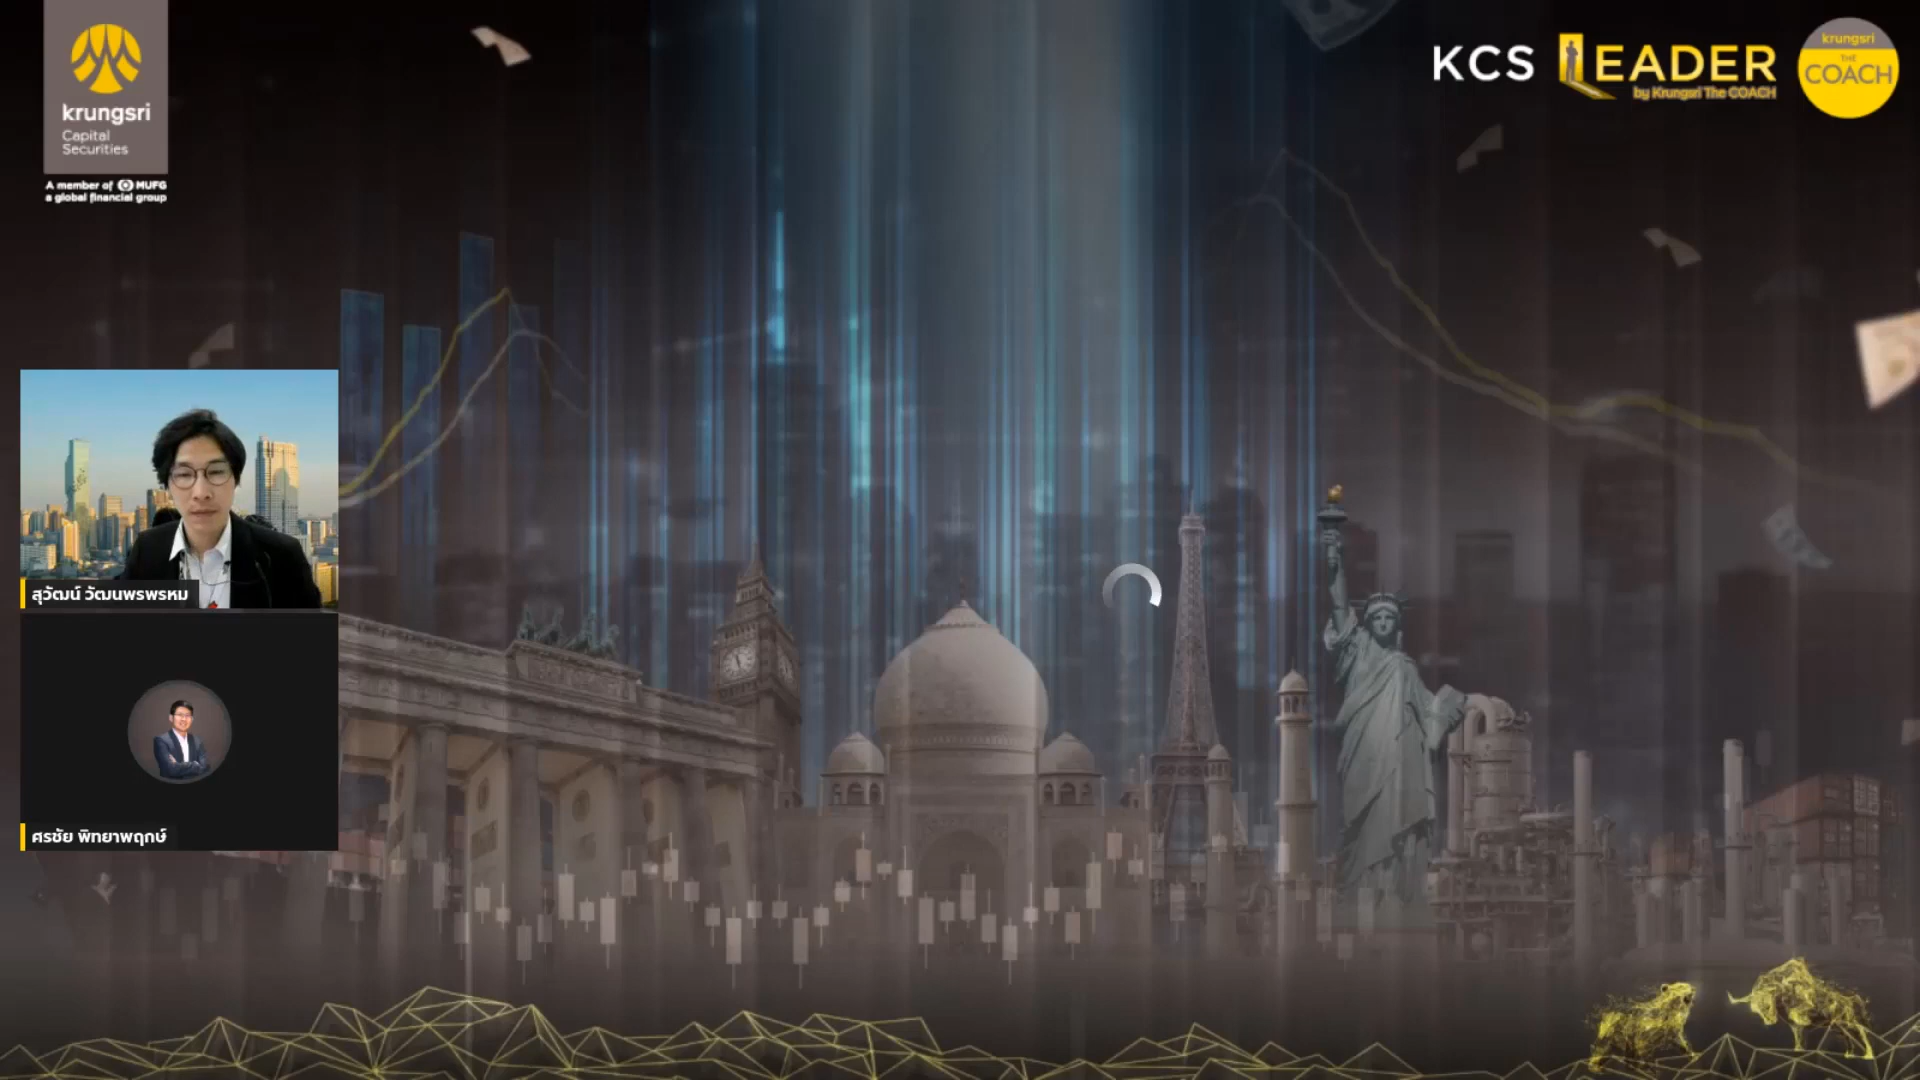 krungsri
Capital
Securities
A member of MUFG
a global financial group
KCS LEADER
by Krungsri The COACH
krungsri
THE
COACH
สุวัฒน์ วัฒนพรพรหม
ศรชัย พิทยาพฤกษ์